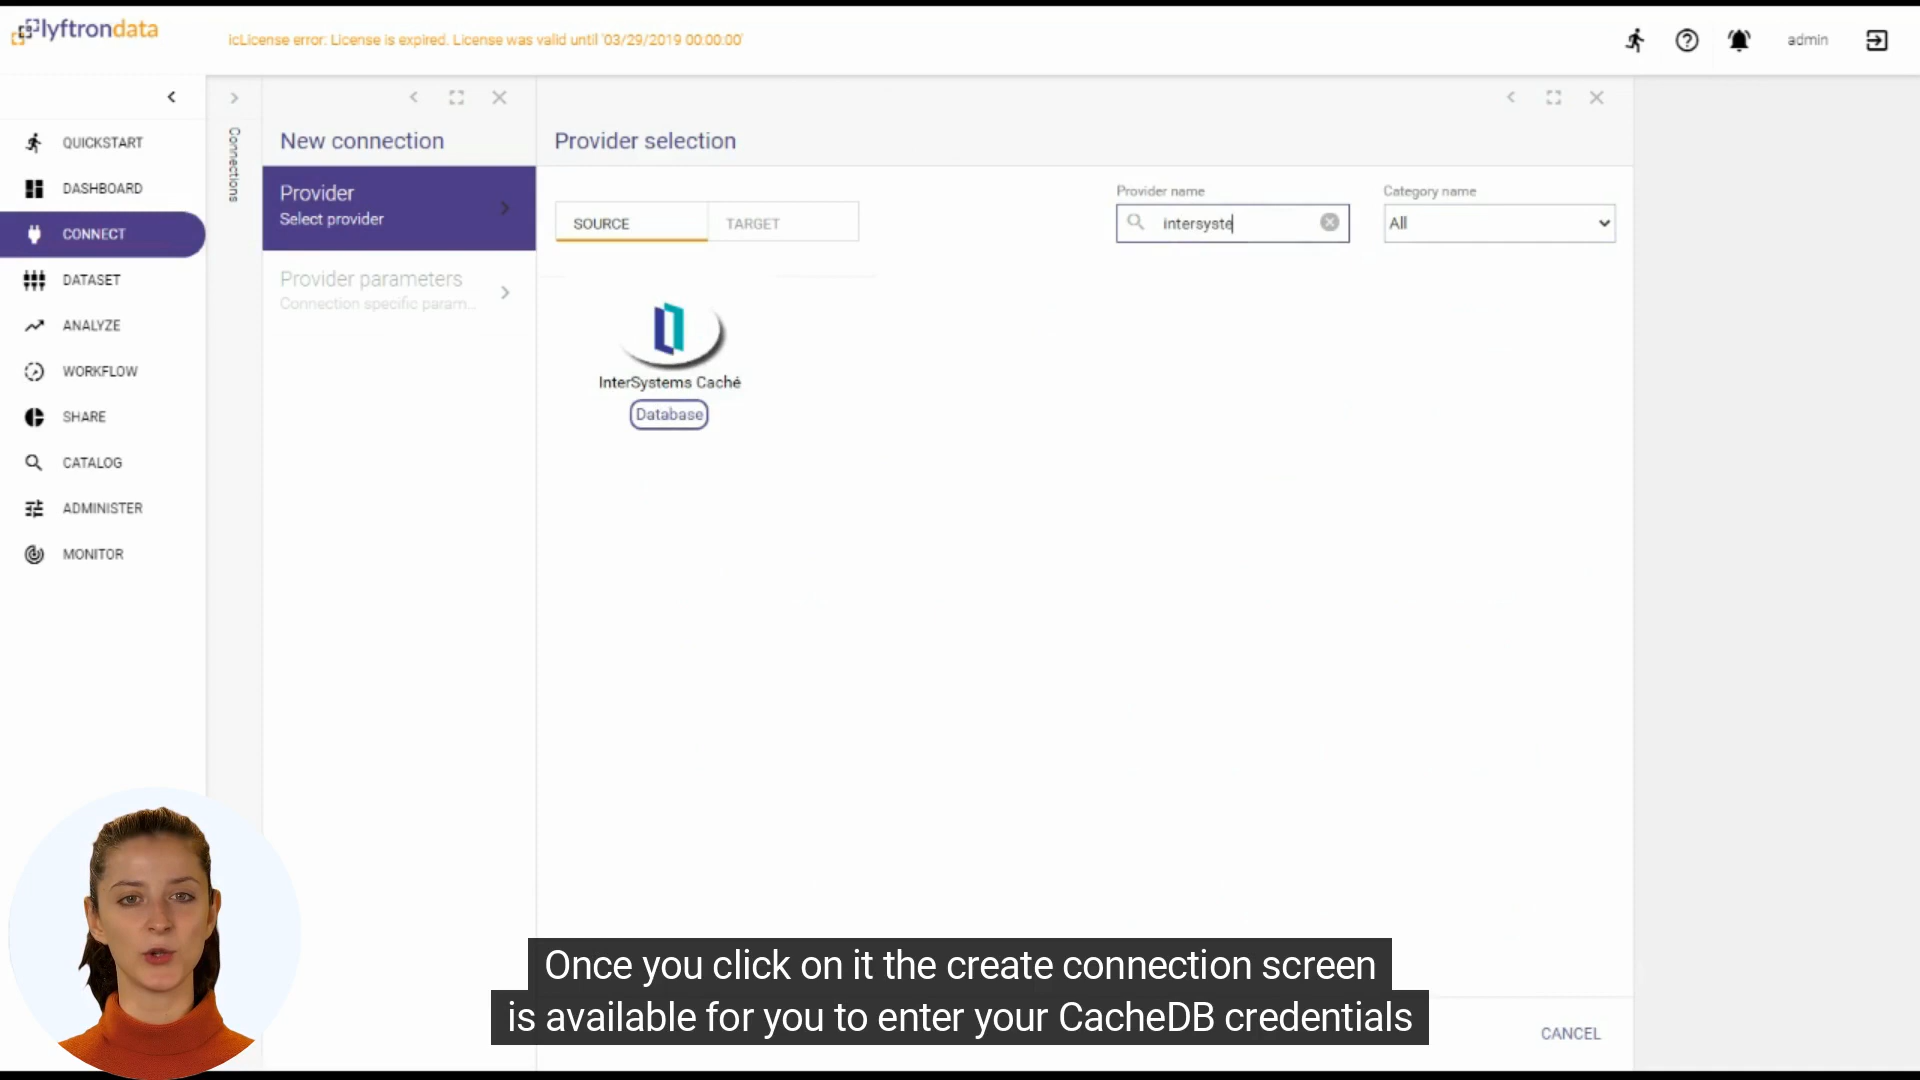 lyftrondata
icLicense error: License is expired. License was valid until '03/29/2019 00:00:00'
admin
QUICKSTART
DASHBOARD
CONNECT
DATASET
ANALYZE
WORKFLOW
SHARE
CATALOG
ADMINISTER
MONITOR
Connections
New connection
Provider
Select provider
Provider parameters
Connection specific param...
Provider selection
SOURCE
TARGET
Provider name
intersyste
Category name
All
InterSystems Caché
Database
CANCEL
Once you click on it the create connection screen
is available for you to enter your CacheDB credentials